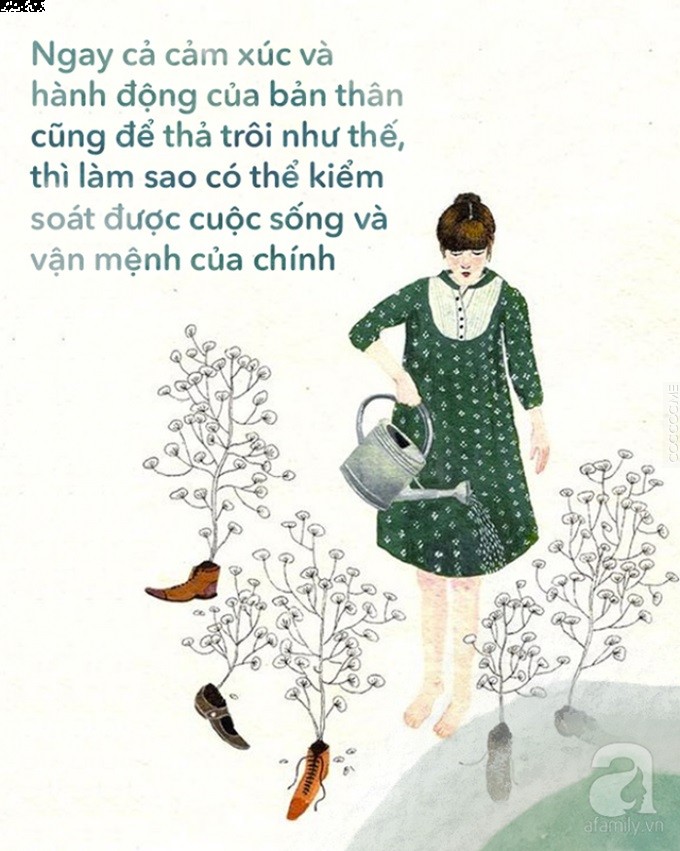 Ngay cả cảm xúc và
hành động của bản thân
cũng để thả trôi như thế,
thì làm sao có thể kiểm
soát được cuộc sống và
vận mệnh của chính
a
afamily.vn